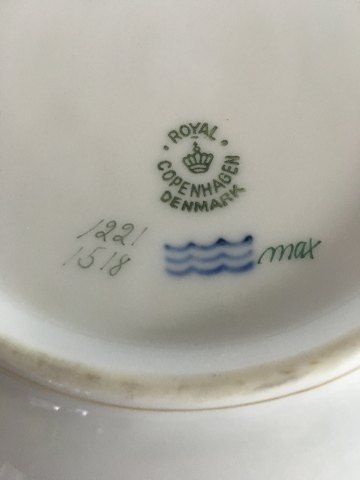 ROYAL
COPENHAGEN
DENMARK
1221
1518
max